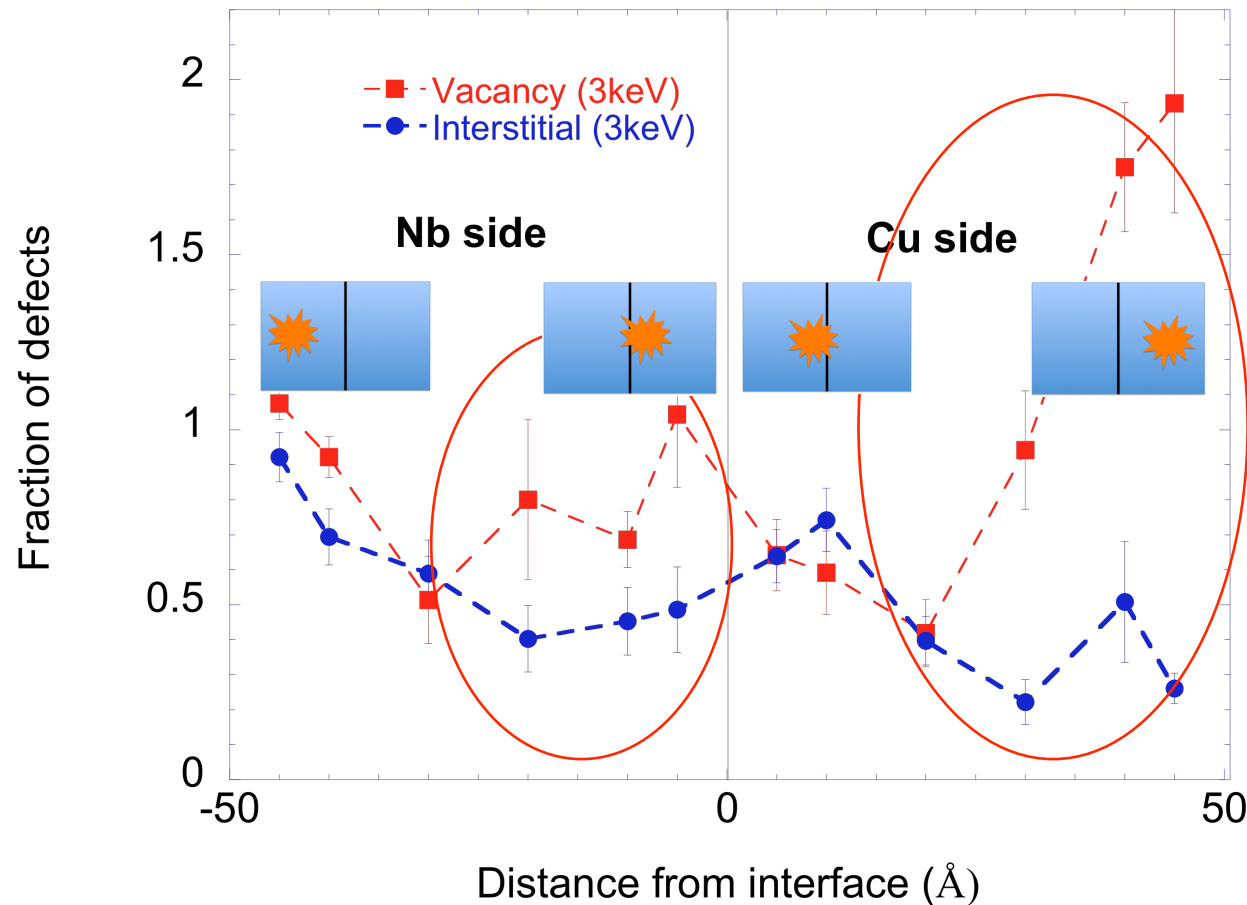 2
Vacancy (3keV)
Interstitial (3keV)
Nb side
Cu side
1.5
1
0.5
0
-50
0
50
Fraction of defects
Distance from interface (Å)